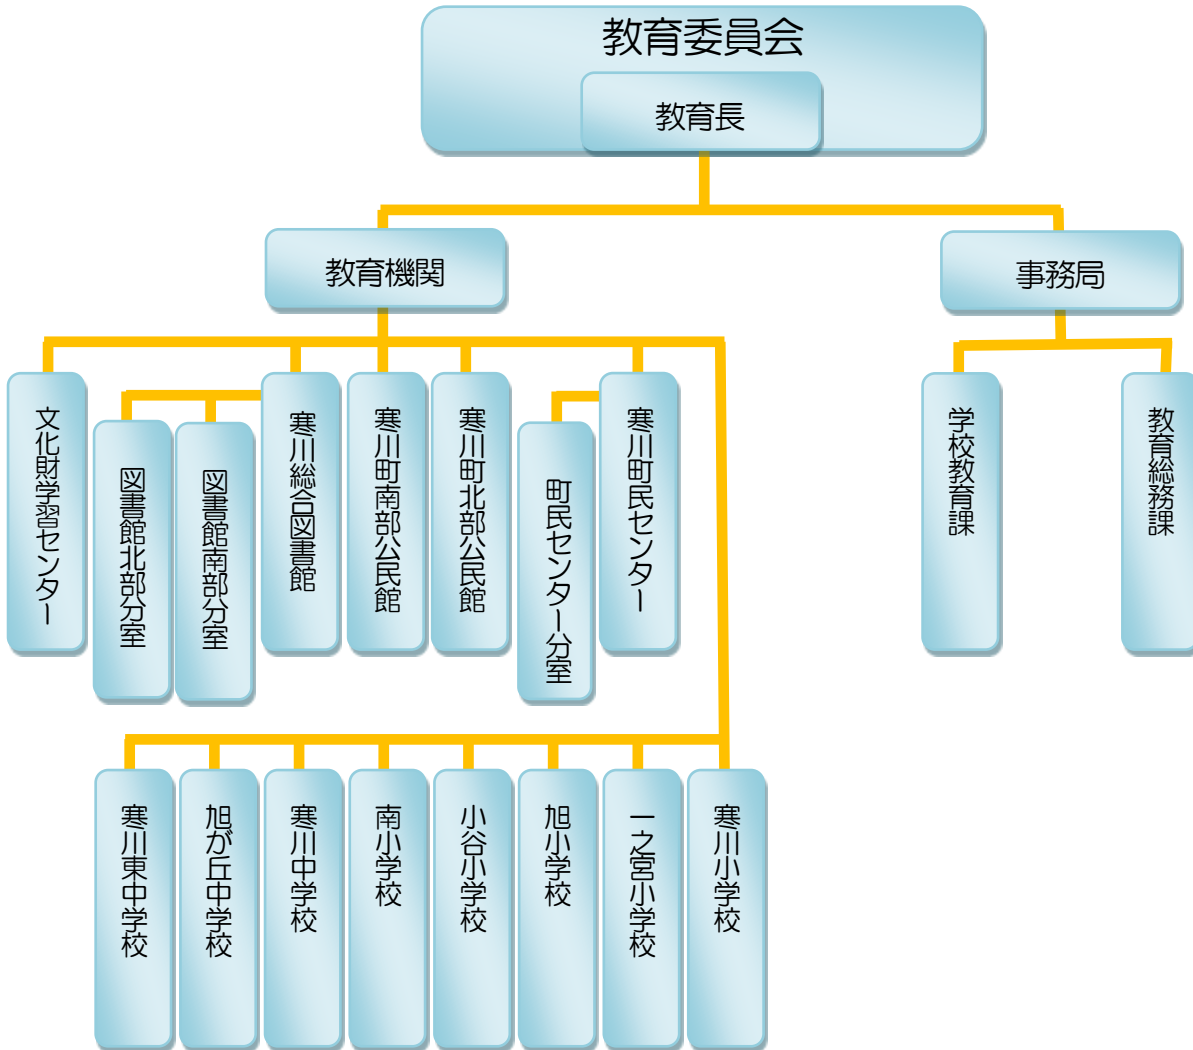 教育委員会
教育長
教育機関
事務局
文化財学習センター
図書館北部分室
図書館南部分室
寒川総合図書館
寒川町南部公民館
寒川町北部公民館
町民センター分室
寒川町民センター
学校教育課
教育総務課
寒川東中学校
旭が丘中学校
寒川中学校
南小学校
小谷小学校
旭小学校
一之宮小学校
寒川小学校